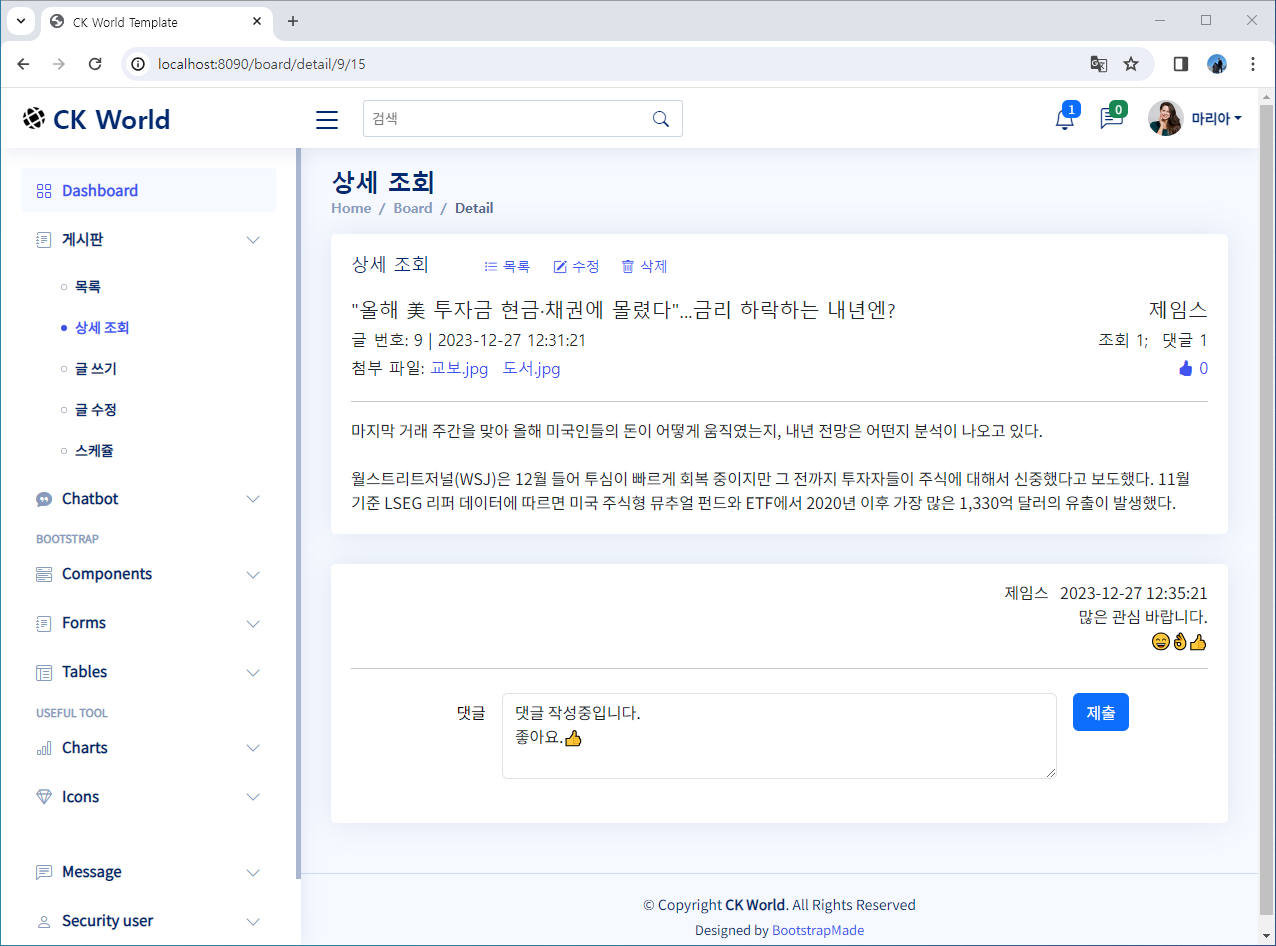 CK World Template
localhost:8090/board/detail/9/15
CK World
검색
1
0
마리아
Dashboard
게시판
목록
상세 조회
글 쓰기
글 수정
스케쥴
Chatbot
BOOTSTRAP
Components
Forms
Tables
USEFUL TOOL
Charts
Icons
Message
Security user
상세 조회
Home / Board / Detail
상세 조회 목록 수정 삭제
"올해 美 투자금 현금·채권에 몰렸다"...금리 하락하는 내년엔? 제임스
글 번호: 9 | 2023-12-27 12:31:21 조회 1; 댓글 1
첨부 파일: 교보.jpg 도서.jpg 0
마지막 거래 주간을 맞아 올해 미국인들의 돈이 어떻게 움직였는지, 내년 전망은 어떤지 분석이 나오고 있다.
월스트리트저널(WSJ)은 12월 들어 투심이 빠르게 회복 중이지만 그 전까지 투자자들이 주식에 대해서 신중했다고 보도했다. 11월
기준 LSEG 리퍼 데이터에 따르면 미국 주식형 뮤추얼 펀드와 ETF에서 2020년 이후 가장 많은 1,330억 달러의 유출이 발생했다.
제임스 2023-12-27 12:35:21
많은 관심 바랍니다.
😄👌👍
댓글 댓글 작성중입니다. 제출
좋아요.👍
© Copyright CK World. All Rights Reserved
Designed by BootstrapMade